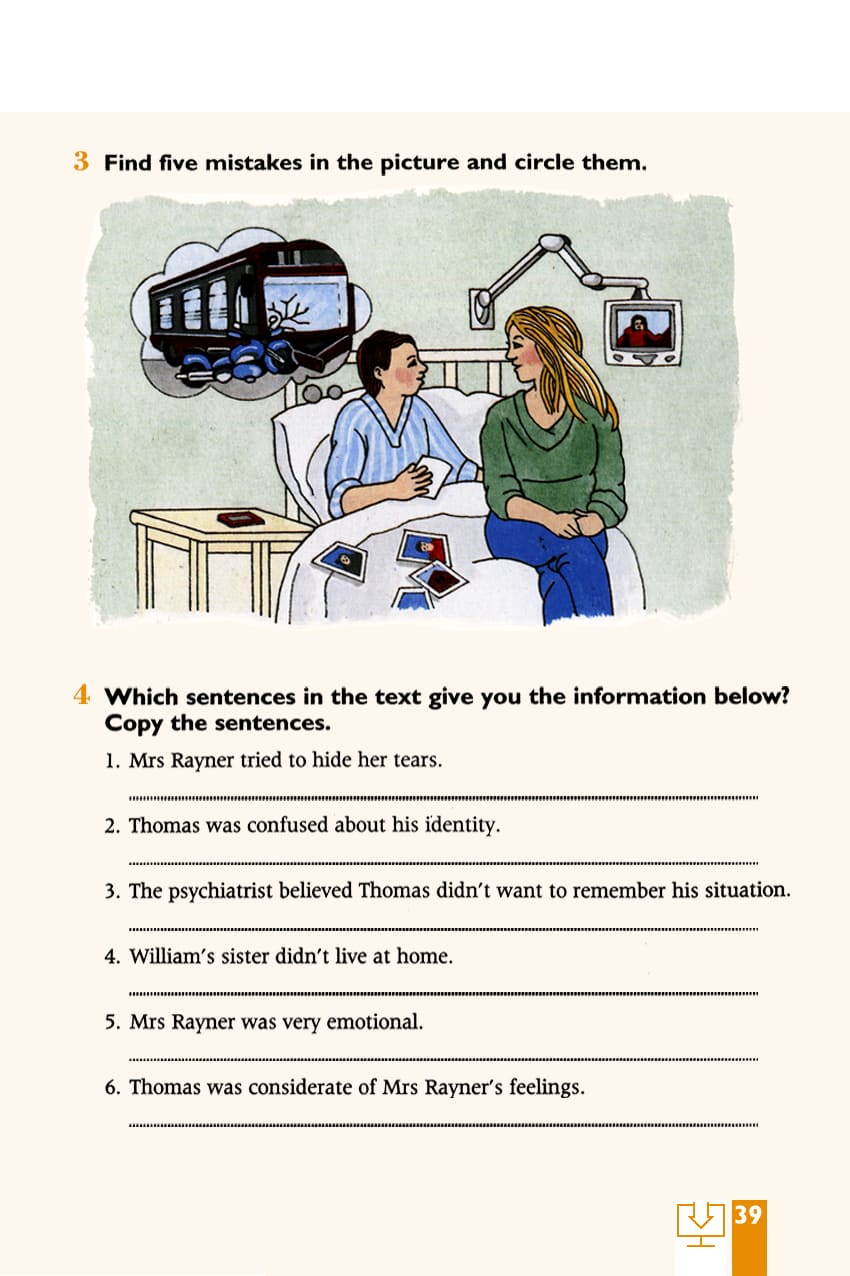 3 Find five mistakes in the picture and circle them.
4 Which sentences in the text give you the information below?
Copy the sentences.
1. Mrs Rayner tried to hide her tears.
2. Thomas was confused about his identity.
3. The psychiatrist believed Thomas didn't want to remember his situation.
4. William's sister didn't live at home.
5. Mrs Rayner was very emotional.
6. Thomas was considerate of Mrs Rayner's feelings.
39